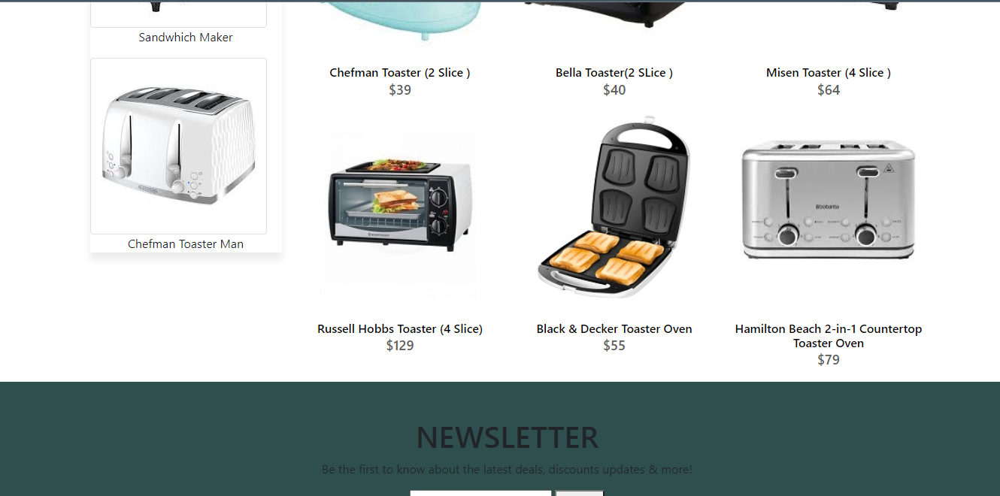 Sandwhich Maker
Chefman Toaster Man
Chefman Toaster (2 Slice )
$39
Bella Toaster(2 SLice )
$40
Misen Toaster (4 Slice )
$64
brabantia
Russell Hobbs Toaster (4 Slice)
$129
Black & Decker Toaster Oven
$55
Hamilton Beach 2-in-1 Countertop
Toaster Oven
$79
NEWSLETTER
Be the first to know about the latest deals, discounts updates & more!